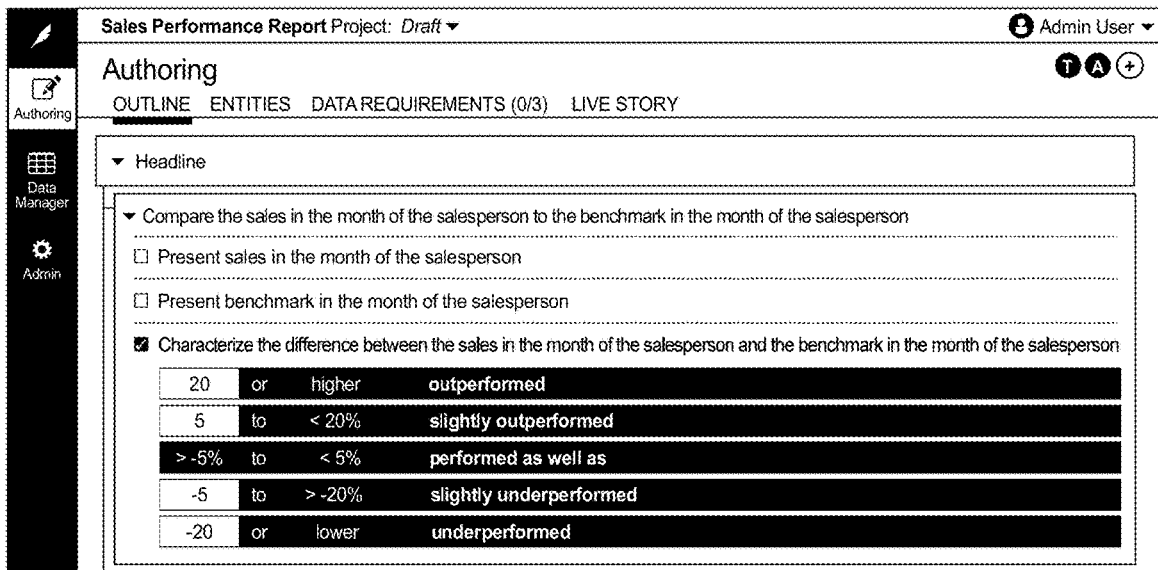 Sales Performance Report Project: Draft
Admin User
Authoring
T A +
OUTLINE ENTITIES DATA REQUIREMENTS (0/3) LIVE STORY
Authoring
Data
Manager
Admin
Headline
Compare the sales in the month of the salesperson to the benchmark in the month of the salesperson
Present sales in the month of the salesperson
Present benchmark in the month of the salesperson
Characterize the difference between the sales in the month of the salesperson and the benchmark in the month of the salesperson
20 or higher outperformed
5 to < 20% slightly outperformed
> -5% to < 5% performed as well as
-5 to > -20% slightly underperformed
-20 or lower underperformed